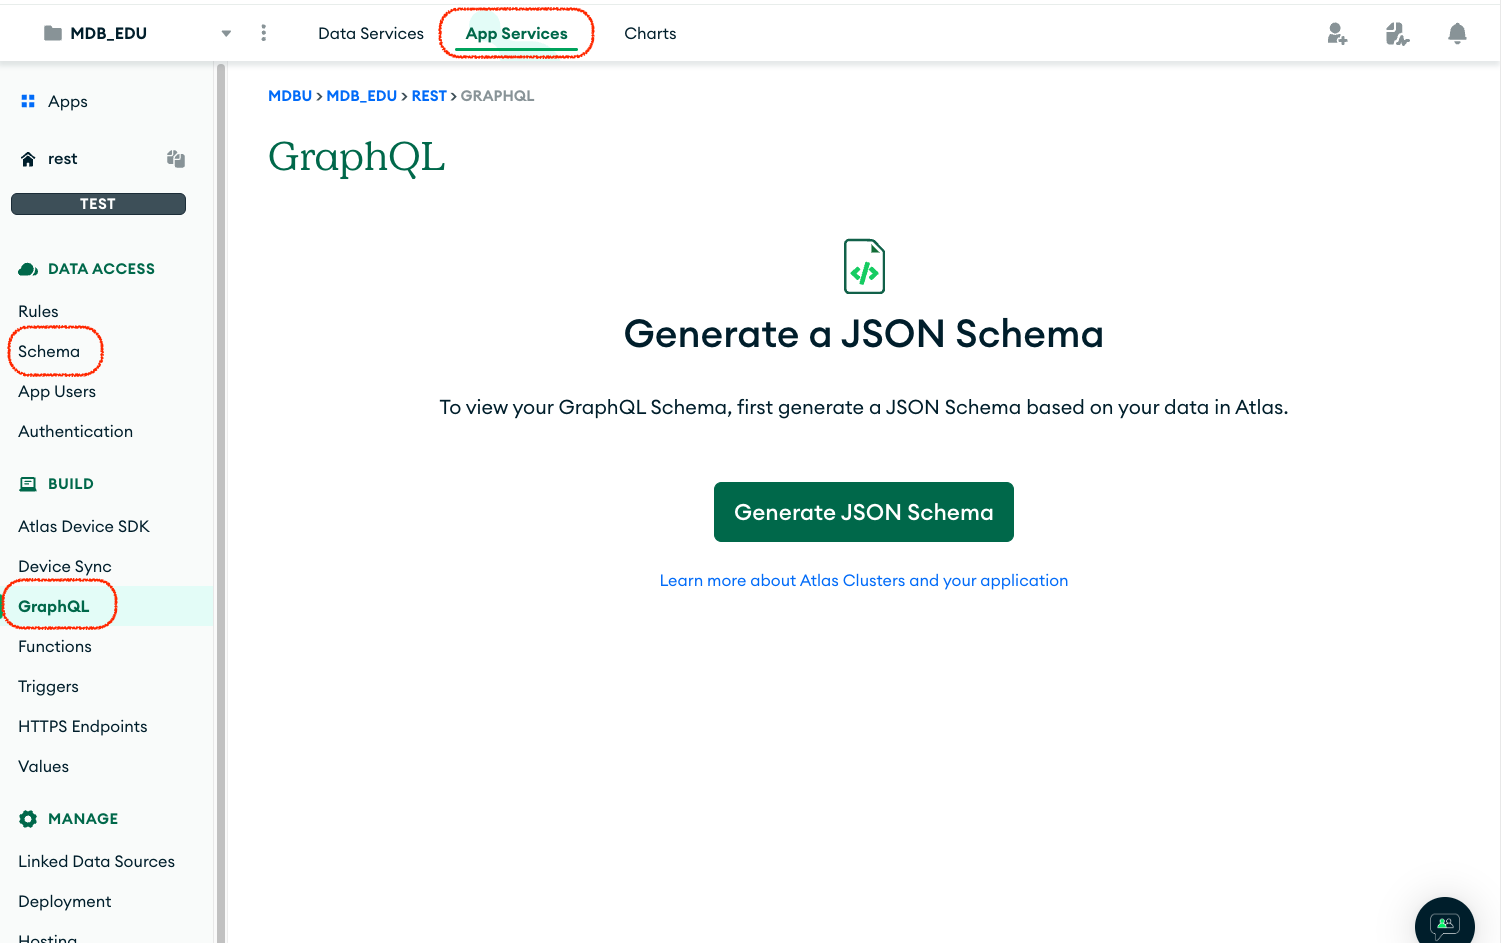 MDB_EDU
Data Services
App Services
Charts
Apps
rest
TEST
DATA ACCESS
Rules
Schema
App Users
Authentication
BUILD
Atlas Device SDK
Device Sync
GraphQL
Functions
Triggers
HTTPS Endpoints
Values
MANAGE
Linked Data Sources
Deployment
Hosting
MDBU > MDB_EDU > REST > GRAPHQL
GraphQL
</>
Generate a JSON Schema
To view your GraphQL Schema, first generate a JSON Schema based on your data in Atlas.
Generate JSON Schema
Learn more about Atlas Clusters and your application